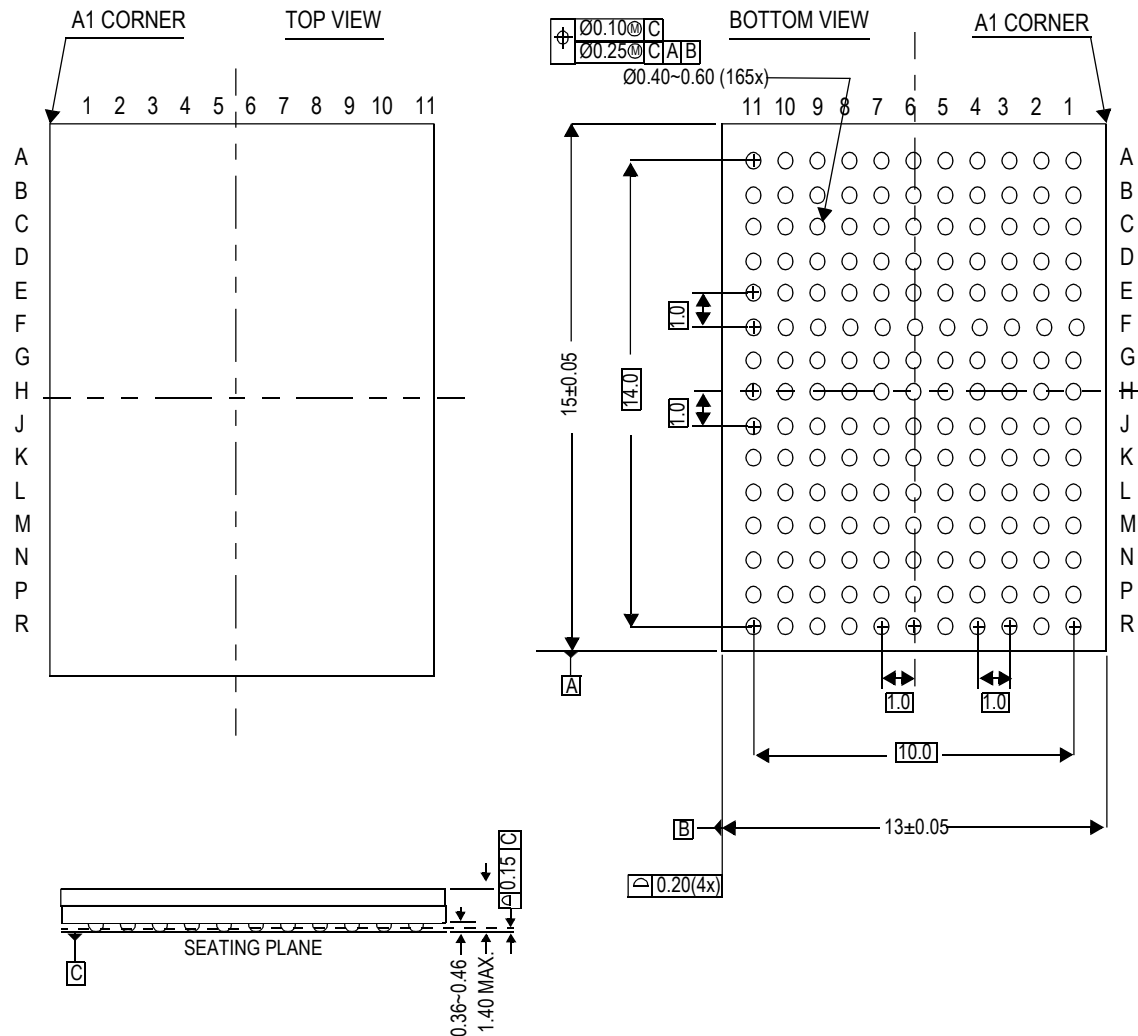 A1 CORNER
TOP VIEW
1 2 3 4 5 6 7 8 9 10 11
A
B
C
D
E
F
G
H
J
K
L
M
N
P
R
Ø0.10Ⓜ C
Ø0.25Ⓜ C A B
BOTTOM VIEW
A1 CORNER
Ø0.40~0.60 (165x)
11 10 9 8 7 6 5 4 3 2 1
A
B
C
D
E
F
G
H
J
K
L
M
N
P
R
15±0.05
14.0
1.0
1.0
A
1.0
1.0
10.0
B
13±0.05
0.20(4x)
0.15 C
SEATING PLANE
C
0.36~0.46
1.40 MAX.